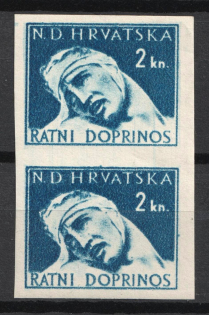 N.D. HRVATSKA
2 kn.
RATNI DOPRINOS
N.D. HRVATSKA
2 kn.
RATNI DOPRINOS